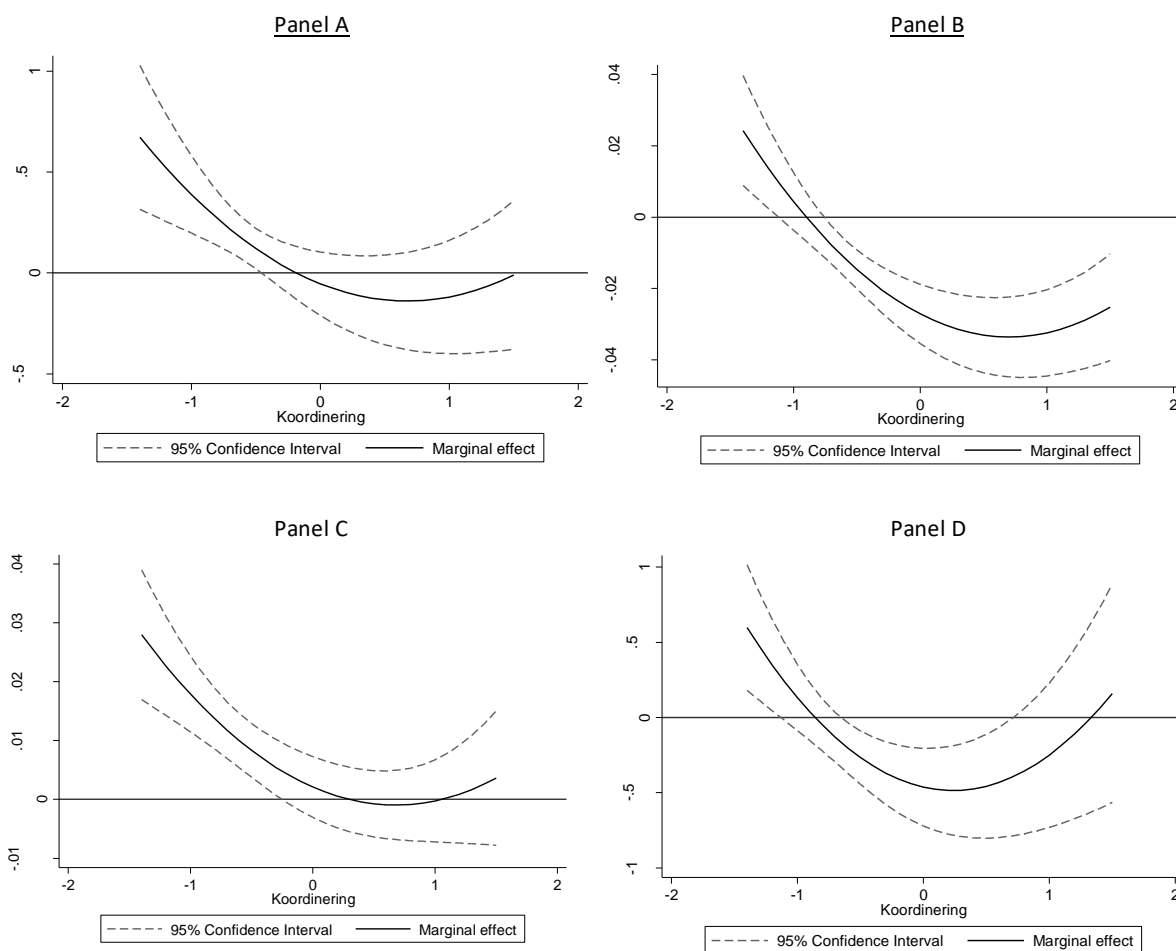 Panel A
1
.5
0
-.5
-2
-1
0
1
2
Koordinering
95% Confidence Interval
Marginal effect
Panel B
.04
.02
0
-.02
-.04
-2
-1
0
1
2
Koordinering
95% Confidence Interval
Marginal effect
Panel C
.04
.03
.02
.01
0
-.01
-2
-1
0
1
2
Koordinering
95% Confidence Interval
Marginal effect
Panel D
1
.5
0
-.5
-1
-2
-1
0
1
2
Koordinering
95% Confidence Interval
Marginal effect